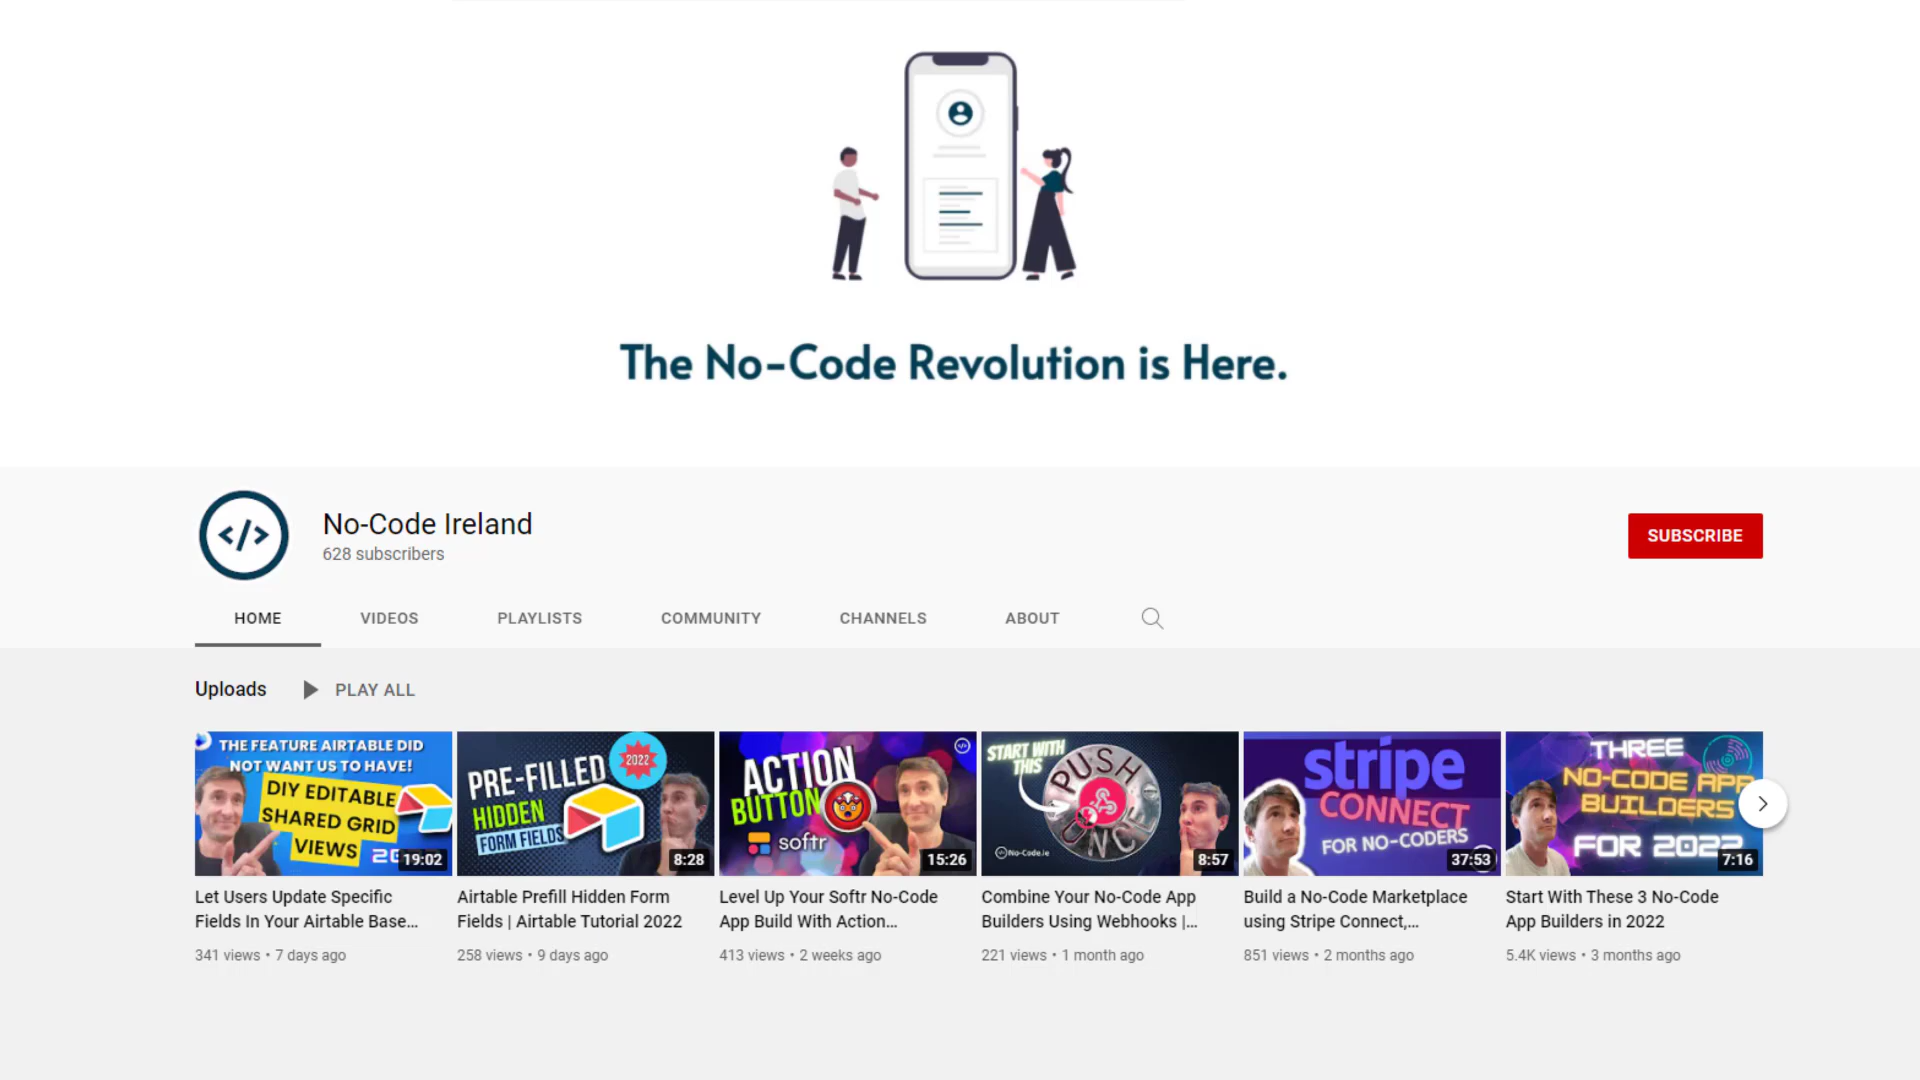 The No-Code Revolution is Here.
</>
No-Code Ireland
628 subscribers
SUBSCRIBE
HOME
VIDEOS
PLAYLISTS
COMMUNITY
CHANNELS
ABOUT
Uploads
PLAY ALL
THE FEATURE AIRTABLE DID
NOT WANT US TO HAVE!
DIY EDITABLE
SHARED GRID
VIEWS
19:02
PRE-FILLED
HIDDEN
FORM FIELDS
2022
8:28
ACTION
BUTTON
softr
15:26
START WITH
THIS
PUSH
ONCE
No-Code.ie
8:57
stripe
CONNECT
FOR NO-CODERS
37:53
THREE
NO-CODE APP
BUILDERS
FOR 2022
7:16
Let Users Update Specific
Fields In Your Airtable Base...
341 views • 7 days ago
Airtable Prefill Hidden Form
Fields | Airtable Tutorial 2022
258 views • 9 days ago
Level Up Your Softr No-Code
App Build With Action...
413 views • 2 weeks ago
Combine Your No-Code App
Builders Using Webhooks |...
221 views • 1 month ago
Build a No-Code Marketplace
using Stripe Connect,...
851 views • 2 months ago
Start With These 3 No-Code
App Builders in 2022
5.4K views • 3 months ago